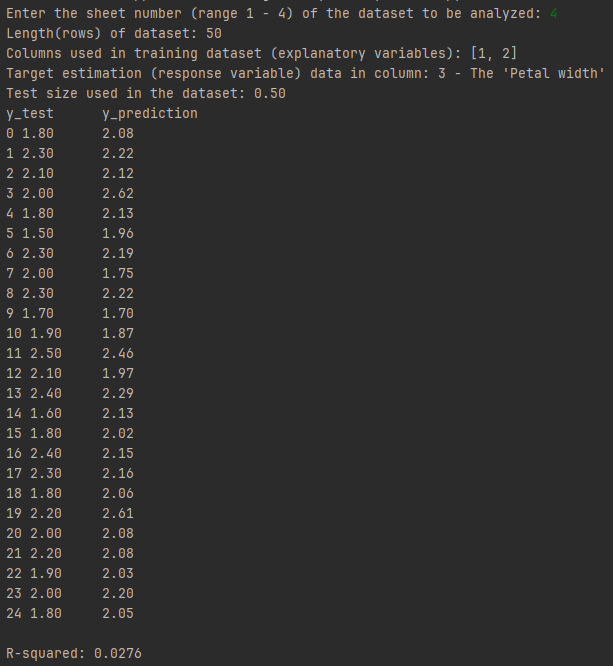 Enter the sheet number (range 1 - 4) of the dataset to be analyzed: 4
Length(rows) of dataset: 50
Columns used in training dataset (explanatory variables): [1, 2]
Target estimation (response variable) data in column: 3 - The 'Petal width'
Test size used in the dataset: 0.50
y_test y_prediction
0 1.80 2.08
1 2.30 2.22
2 2.10 2.12
3 2.00 2.62
4 1.80 2.13
5 1.50 1.96
6 2.30 2.19
7 2.00 1.75
8 2.30 2.22
9 1.70 1.70
10 1.90 1.87
11 2.50 2.46
12 2.10 1.97
13 2.40 2.29
14 1.60 2.13
15 1.80 2.02
16 2.40 2.15
17 2.30 2.16
18 1.80 2.06
19 2.20 2.61
20 2.00 2.08
21 2.20 2.08
22 1.90 2.03
23 2.00 2.20
24 1.80 2.05
R-squared: 0.0276